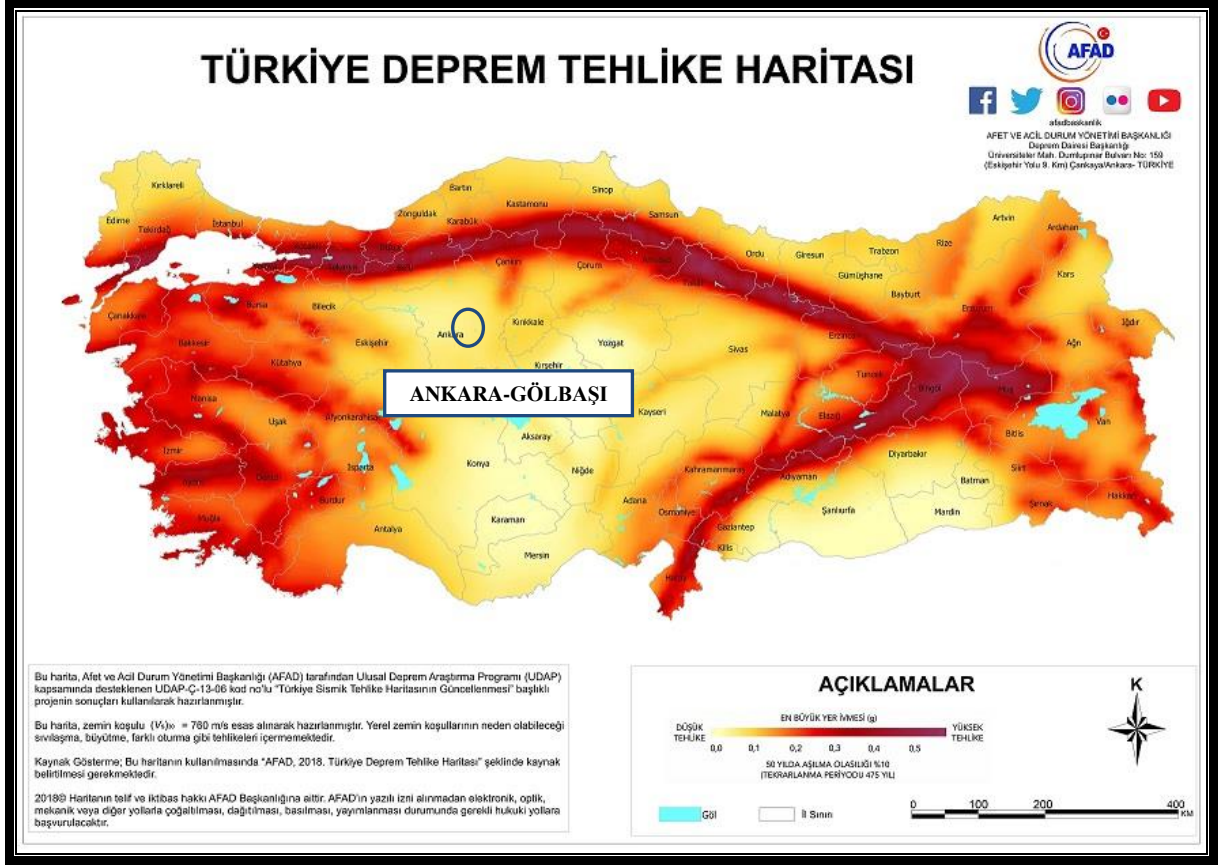 TÜRKİYE DEPREM TEHLİKE HARİTASI
AFAD
afadbaskanlik
AFET VE ACİL DURUM YÖNETİMİ BAŞKANLIĞI
Deprem Dairesi Başkanlığı
Üniversiteler Mah. Dumlupınar Bulvarı No: 159
(Eskişehir Yolu 9. Km) Çankaya/Ankara- TÜRKİYE
Kırklareli
Edirne
Tekirdağ
İstanbul
Zonguldak
Bartın
Karabük
Kastamonu
Sinop
Samsun
Çankırı
Çorum
Ordu
Giresun
Trabzon
Rize
Artvin
Ardahan
Gümüşhane
Bayburt
Kars
Iğdır
Ağrı
Erzurum
Erzincan
Çanakkale
Bursa
Bilecik
Balıkesir
Eskişehir
Kütahya
Ankara
Kırıkkale
Yozgat
Sivas
Tokat
Kırşehir
ANKARA-GÖLBAŞI
Manisa
Uşak
Afyonkarahisar
Kayseri
Malatya
Elazığ
Tunceli
Bingöl
Muş
Bitlis
Van
İzmir
Aydın
Denizli
Isparta
Burdur
Muğla
Antalya
Konya
Aksaray
Niğde
Karaman
Mersin
Adana
Osmaniye
Kahramanmaraş
Adıyaman
Gaziantep
Kilis
Hatay
Şanlıurfa
Diyarbakır
Batman
Mardin
Siirt
Şırnak
Hakkari
Bu harita, Afet ve Acil Durum Yönetimi Başkanlığı (AFAD) tarafından Ulusal Deprem Araştırma Programı (UDAP)
kapsamında desteklenen UDAP-Ç-13-06 kod no'lu "Türkiye Sismik Tehlike Haritasının Güncellenmesi" başlıklı
projenin sonuçları kullanılarak hazırlanmıştır.
Bu harita, zemin koşulu (Vs)30 = 760 m/s esas alınarak hazırlanmıştır. Yerel zemin koşullarının neden olabileceği
sıvılaşma, büyütme, farklı oturma gibi tehlikeleri içermemektedir.
Kaynak Gösterme; Bu haritanın kullanılmasında "AFAD, 2018. Türkiye Deprem Tehlike Haritası" şeklinde kaynak
belirtilmesi gerekmektedir.
2018© Haritanın telif ve iktibas hakkı AFAD Başkanlığına aittir. AFAD'ın yazılı izni alınmadan elektronik, optik,
mekanik veya diğer yollarla çoğaltılması, dağıtılması, basılması, yayımlanması durumunda gerekli hukuki yollara
başvurulacaktır.
AÇIKLAMALAR
EN BÜYÜK YER İVMESİ (g)
DÜŞÜK TEHLİKE
YÜKSEK TEHLİKE
0,0 0,1 0,2 0,3 0,4 0,5
50 YILDA AŞILMA OLASILIĞI %10
(TEKRARLANMA PERİYODU 475 YIL)
Göl
İl Sınırı
K
0 100 200 400
KM